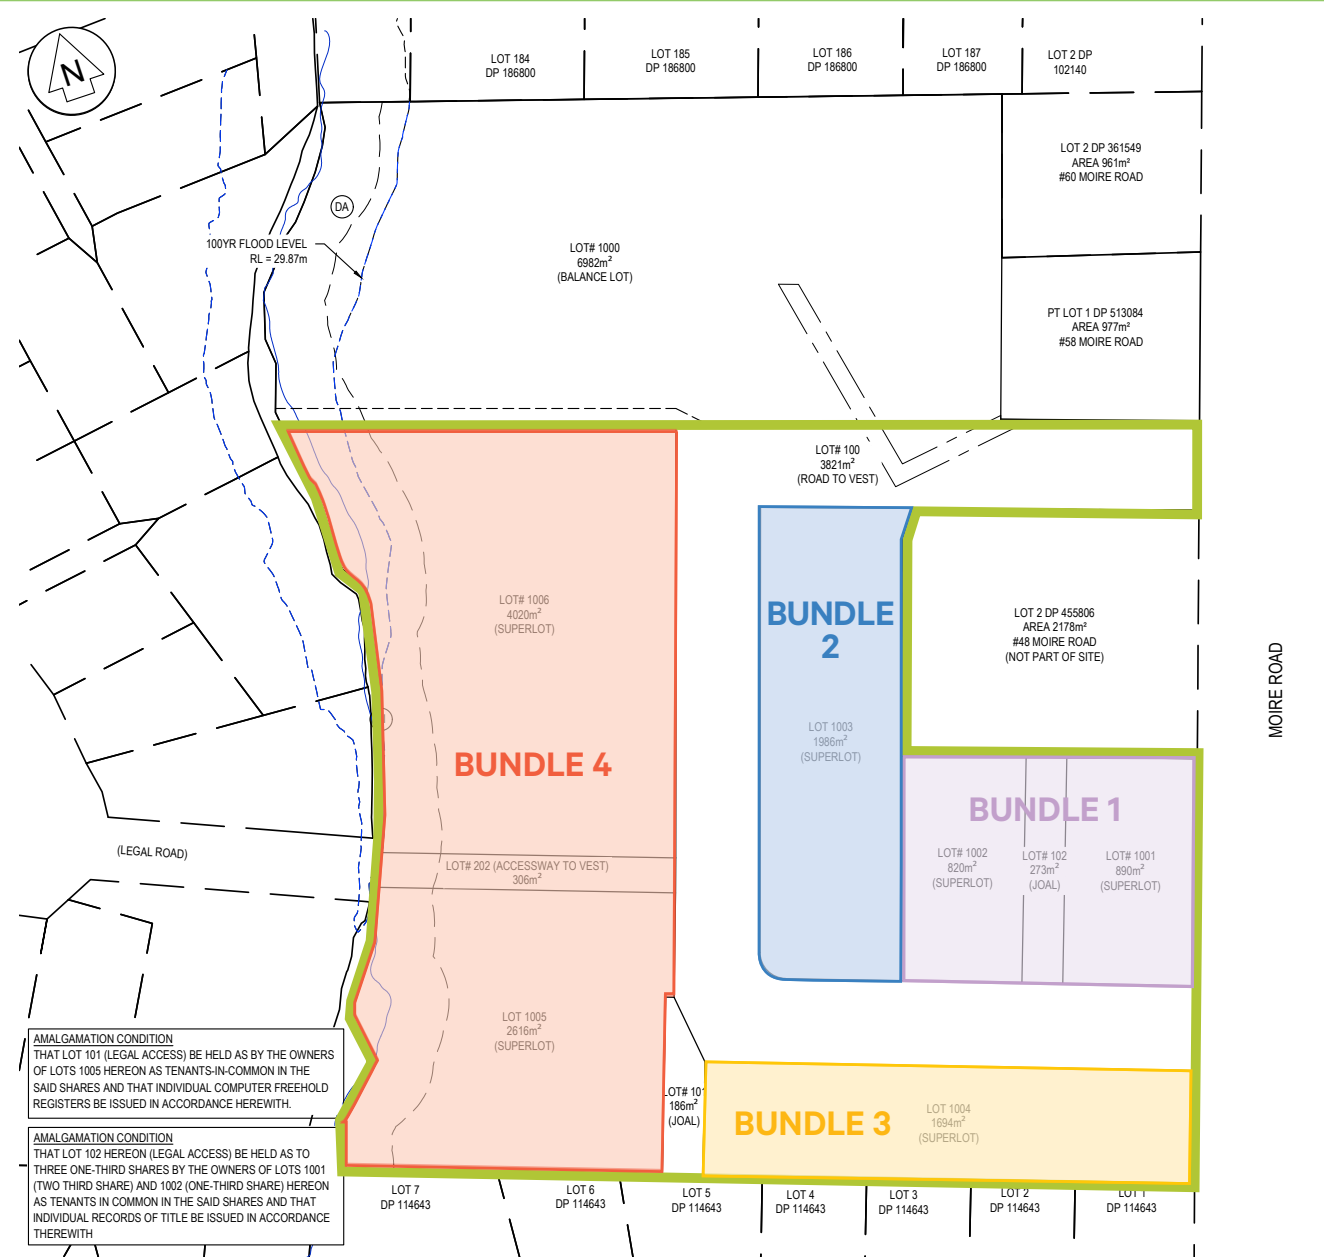 N
LOT 184
DP 186800
LOT 185
DP 186800
LOT 186
DP 186800
LOT 187
DP 186800
LOT 2 DP
102140
LOT 2 DP 361549
AREA 961m²
#60 MOIRE ROAD
DA
100YR FLOOD LEVEL
RL = 29.87m
LOT# 1000
6982m²
(BALANCE LOT)
PT LOT 1 DP 513084
AREA 977m²
#58 MOIRE ROAD
LOT# 100
3821m²
(ROAD TO VEST)
LOT# 1006
4020m²
(SUPERLOT)
BUNDLE
2
LOT 2 DP 455806
AREA 2178m²
#48 MOIRE ROAD
(NOT PART OF SITE)
MOIRE ROAD
LOT 1003
1986m²
(SUPERLOT)
BUNDLE 4
BUNDLE 1
(LEGAL ROAD)
LOT# 202 (ACCESSWAY TO VEST)
306m²
LOT# 1002
820m²
(SUPERLOT)
LOT# 102
273m²
(JOAL)
LOT# 1001
890m²
(SUPERLOT)
LOT 1005
2616m²
(SUPERLOT)
AMALGAMATION CONDITION
THAT LOT 101 (LEGAL ACCESS) BE HELD AS BY THE OWNERS
OF LOTS 1005 HEREON AS TENANTS-IN-COMMON IN THE
SAID SHARES AND THAT INDIVIDUAL COMPUTER FREEHOLD
REGISTERS BE ISSUED IN ACCORDANCE HEREWITH.
LOT# 101
186m²
(JOAL)
BUNDLE 3
LOT 1004
1694m²
(SUPERLOT)
AMALGAMATION CONDITION
THAT LOT 102 HEREON (LEGAL ACCESS) BE HELD AS TO
THREE ONE-THIRD SHARES BY THE OWNERS OF LOTS 1001
(TWO THIRD SHARE) AND 1002 (ONE-THIRD SHARE) HEREON
AS TENANTS IN COMMON IN THE SAID SHARES AND THAT
INDIVIDUAL RECORDS OF TITLE BE ISSUED IN ACCORDANCE
THEREWITH
LOT 7
DP 114643
LOT 6
DP 114643
LOT 5
DP 114643
LOT 4
DP 114643
LOT 3
DP 114643
LOT 2
DP 114643
LOT 1
DP 114643